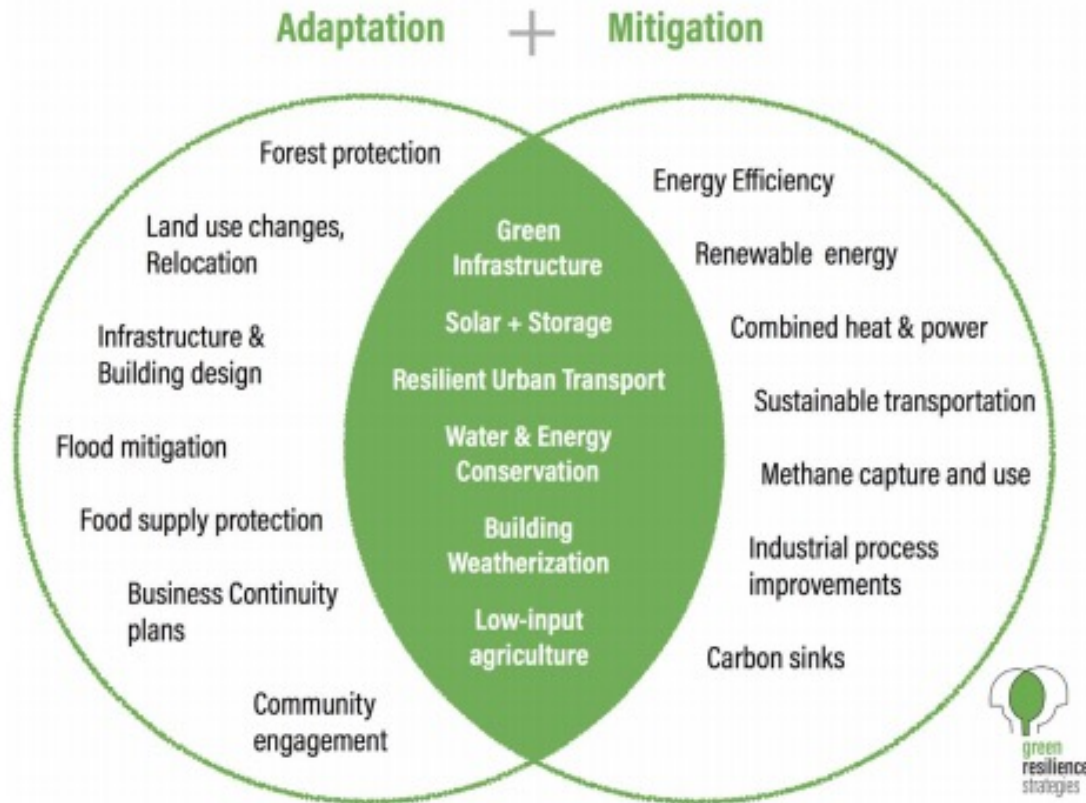 Adaptation + Mitigation
Forest protection
Land use changes,
Relocation
Infrastructure &
Building design
Flood mitigation
Food supply protection
Business Continuity
plans
Community
engagement
Green
Infrastructure
Solar + Storage
Resilient Urban Transport
Water & Energy
Conservation
Building
Weatherization
Low-input
agriculture
Energy Efficiency
Renewable energy
Combined heat & power
Sustainable transportation
Methane capture and use
Industrial process
improvements
Carbon sinks
green
resilience
strategies